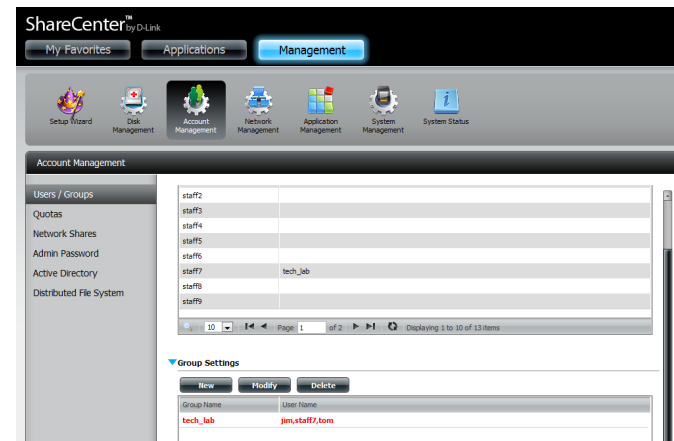 ShareCenter™ by D-Link
My Favorites Applications Management
Setup Wizard Disk Management Account Management Network Management Application Management System Management System Status
Account Management
Users / Groups
Quotas
Network Shares
Admin Password
Active Directory
Distributed File System
staff2
staff3
staff4
staff5
staff6
staff7 tech_lab
staff8
staff9
10 Page 1 of 2 Displaying 1 to 10 of 13 items
Group Settings
New Modify Delete
Group Name User Name
tech_lab jim,staff7,tom